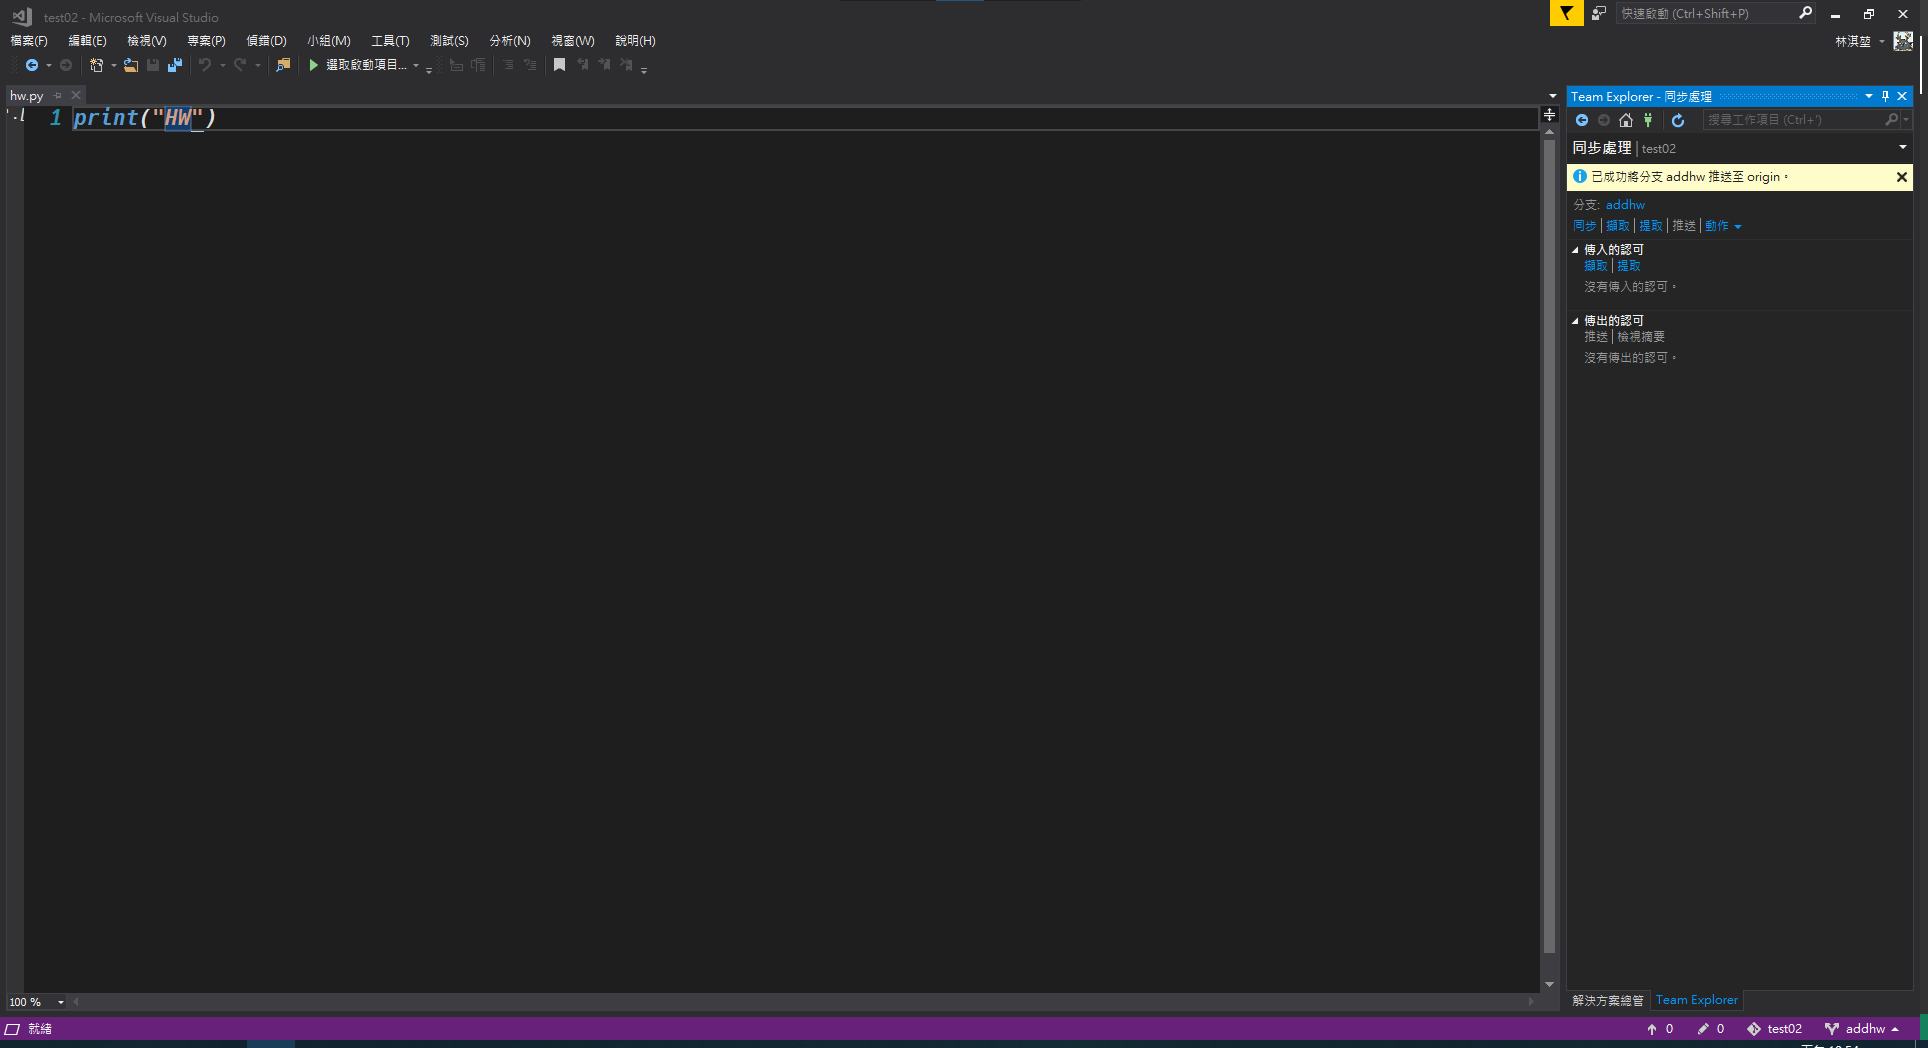 test02 - Microsoft Visual Studio
快速啟動 (Ctrl+Shift+P)
檔案(F) 編輯(E) 檢視(V) 專案(P) 偵錯(D) 小組(M) 工具(T) 測試(S) 分析(N) 視窗(W) 說明(H)
林淇堃
選取啟動項目...
hw.py
1 print("HW")
Team Explorer - 同步處理
搜尋工作項目 (Ctrl+')
同步處理 | test02
已成功將分支 addhw 推送至 origin。
分支: addhw
同步 | 擷取 | 提取 | 推送 | 動作
傳入的認可
擷取 | 提取
沒有傳入的認可。
傳出的認可
推送 | 檢視摘要
沒有傳出的認可。
100 %
解決方案總管 Team Explorer
就緒
0 0 test02 addhw